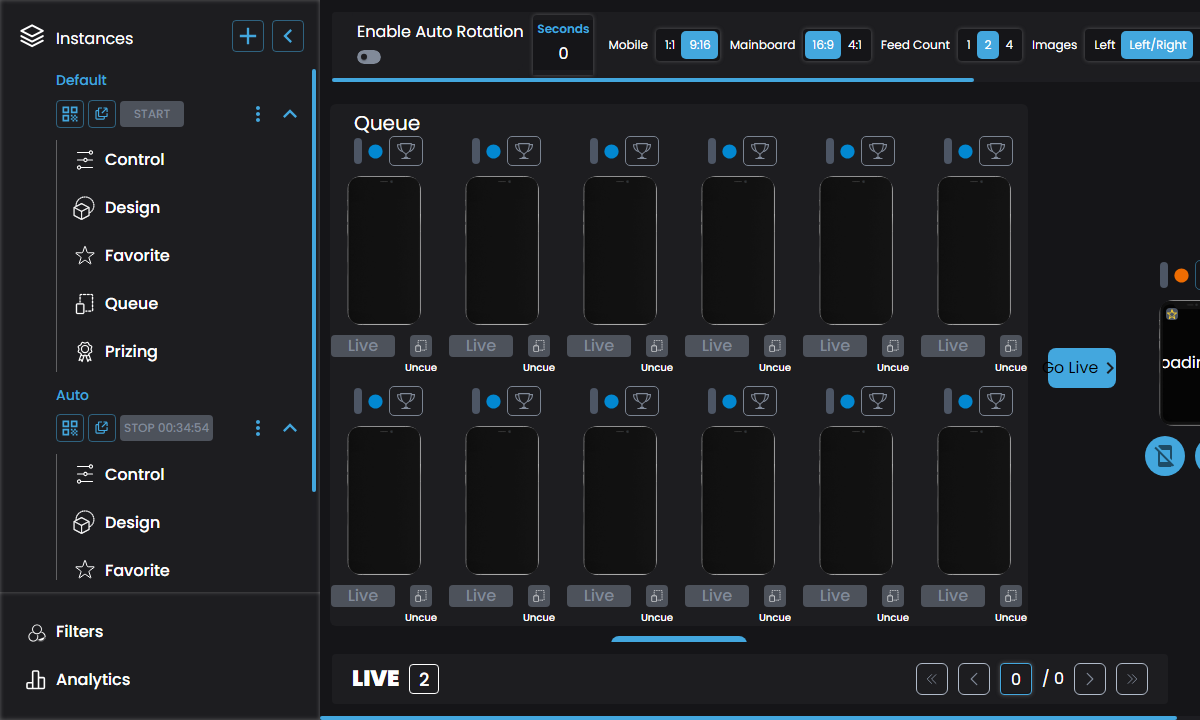 Instances
Default
START
Control
Design
Favorite
Queue
Prizing
Auto
STOP 00:34:54
Control
Design
Favorite
Filters
Analytics
Enable Auto Rotation
Seconds
0
Mobile 1:1 9:16 Mainboard 16:9 4:1 Feed Count 1 2 4 Images Left Left/Right
Queue
Live Live Live Live Live Live
Uncue Uncue Uncue Uncue Uncue Uncue
Live Live Live Live Live Live
Uncue Uncue Uncue Uncue Uncue Uncue
Go Live
oadin
LIVE 2
0 / 0